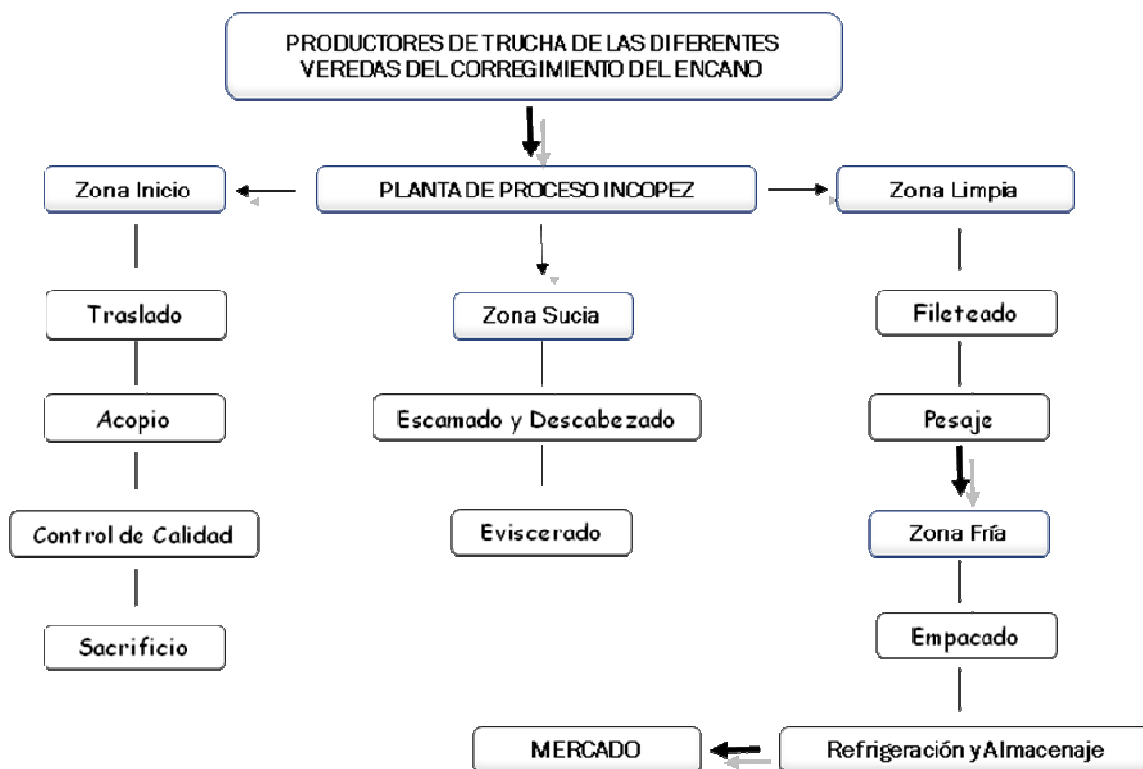 PRODUCTORES DE TRUCHA DE LAS DIFERENTES
VEREDAS DEL CORREGIMIENTO DEL ENCANO
Zona Inicio
PLANTA DE PROCESO INCOPEZ
Zona Limpia
Traslado
Zona Sucia
Fileteado
Acopio
Escamado y Descabezado
Pesaje
Control de Calidad
Eviscerado
Zona Fría
Sacrificio
Empacado
MERCADO
Refrigeración y Almacenaje